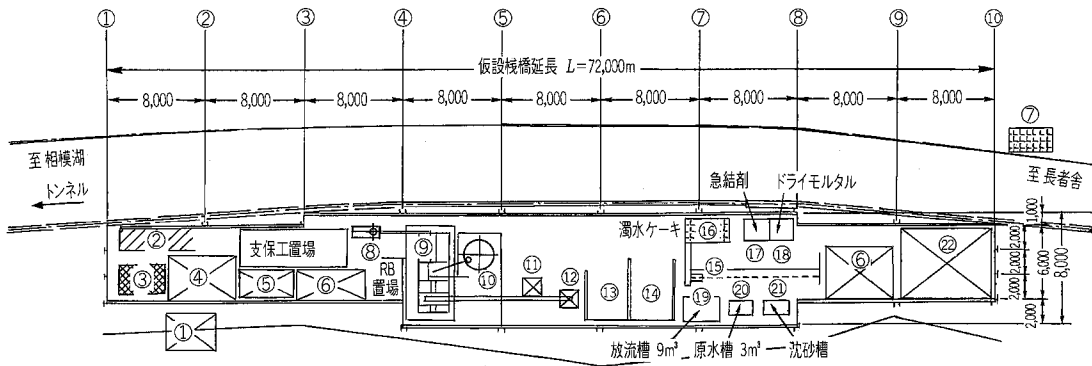 ① ② ③ ④ ⑤ ⑥ ⑦ ⑧ ⑨ ⑩
仮設桟橋延長 L=72,000m
8,000 8,000 8,000 8,000 8,000 8,000 8,000 8,000 8,000
⑦
至相模湖
トンネル
至長者舎
急結剤 ドライモルタル
濁水ケーキ
② 支保工置場 ⑧ ⑨ ⑩ ⑯ ⑰ ⑱
③ ④ ⑤ ⑥ RB置場 ⑪ ⑫ ⑬ ⑭ ⑮ ⑥ ㉒
① ⑲ ⑳ ㉑
1,000
2,000 2,000 2,000 6,000 8,000
2,000
放流槽 9m³ 原水槽 3m³ 沈砂槽